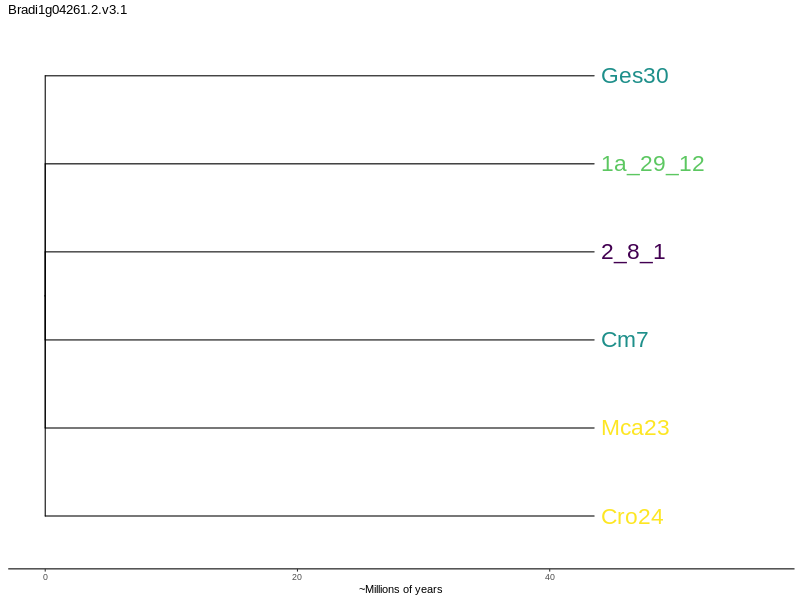 Bradi1g04261.2.v3.1
Ges30
1a_29_12
2_8_1
Cm7
Mca23
Cro24
0 20 40
~Millions of years